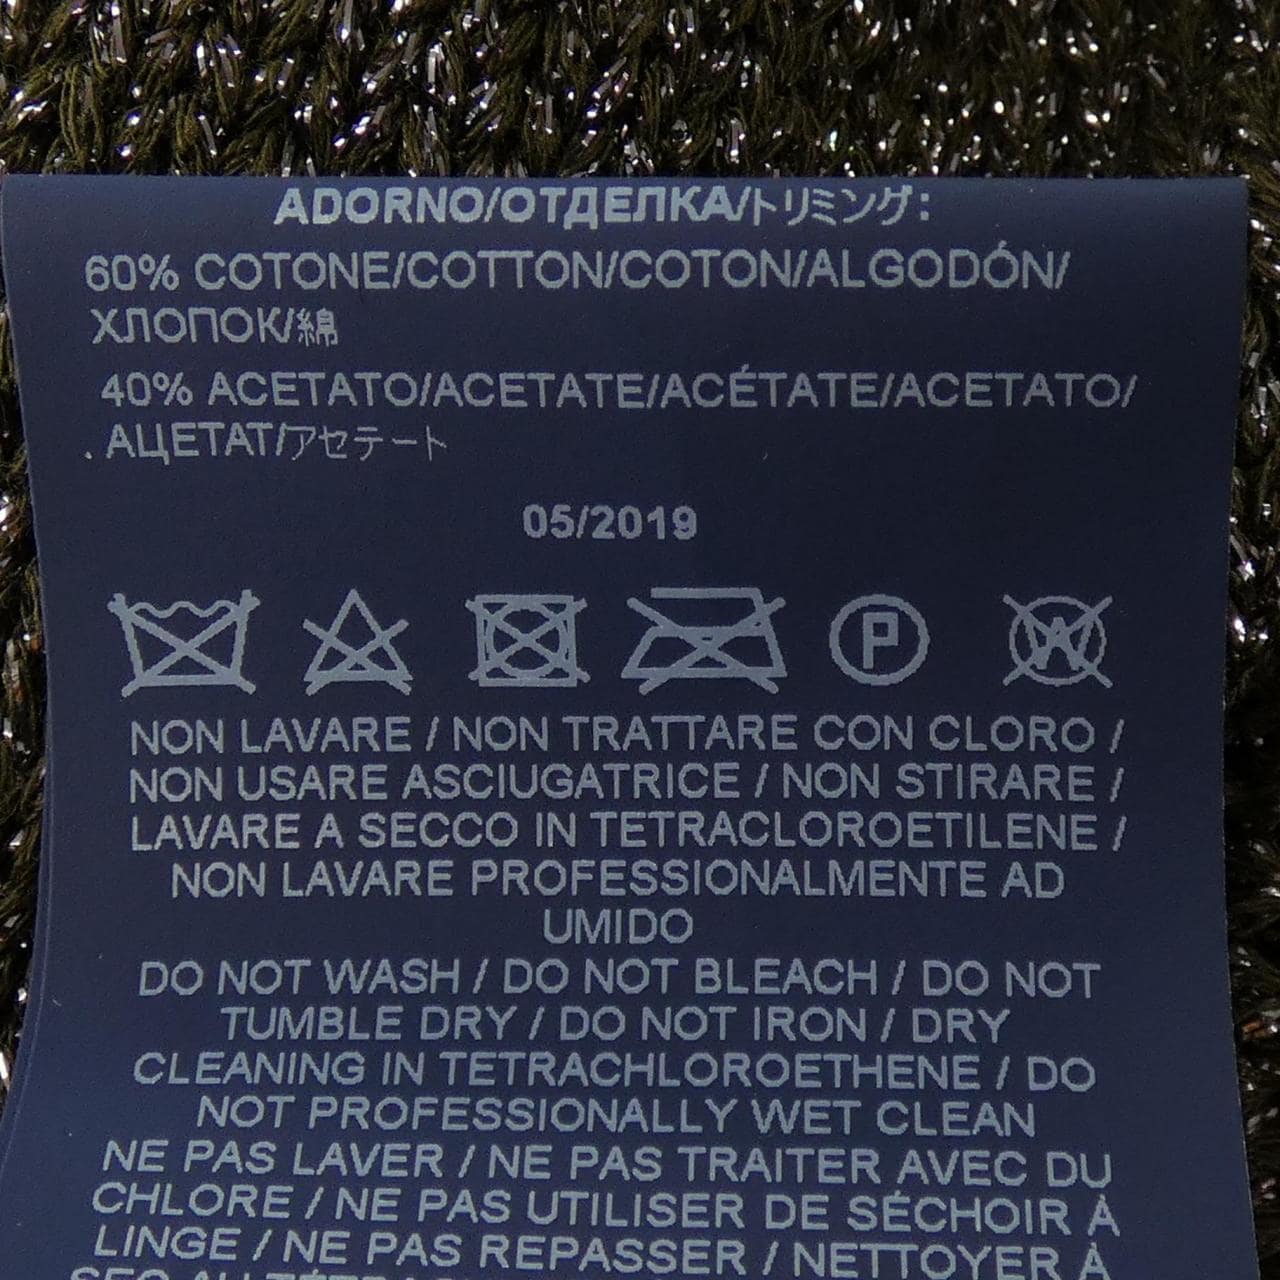 ADORNO/ОТДЕЛКА/トリミング:
60% COTONE/COTTON/COTON/ALGODÓN/
ХЛОПОК/綿
40% ACETATO/ACETATE/ACÉTATE/ACETATO/
. АЦЕТАТ/アセテート
05/2019
P W
NON LAVARE / NON TRATTARE CON CLORO /
NON USARE ASCIUGATRICE / NON STIRARE /
LAVARE A SECCO IN TETRACLOROETILENE /
NON LAVARE PROFESSIONALMENTE AD
UMIDO
DO NOT WASH / DO NOT BLEACH / DO NOT
TUMBLE DRY / DO NOT IRON / DRY
CLEANING IN TETRACHLOROETHENE / DO
NOT PROFESSIONALLY WET CLEAN
NE PAS LAVER / NE PAS TRAITER AVEC DU
CHLORE / NE PAS UTILISER DE SÉCHOIR À
LINGE / NE PAS REPASSER / NETTOYER À